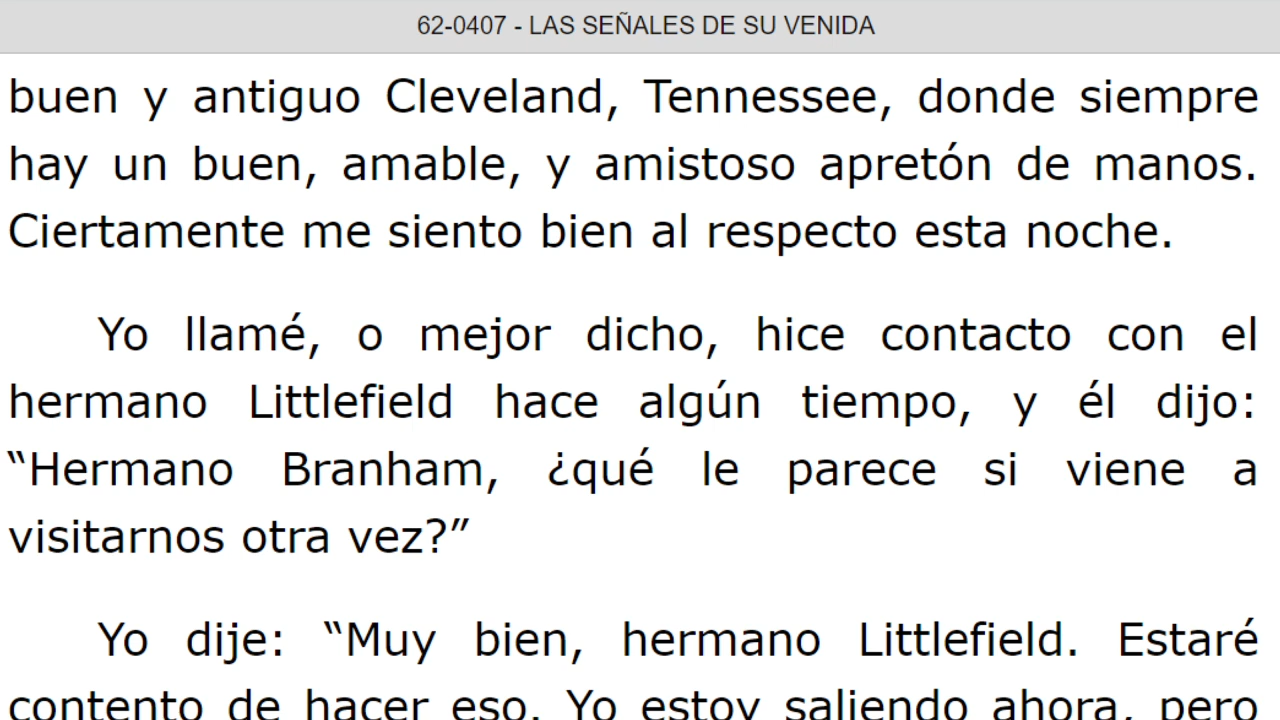 62-0407 - LAS SEÑALES DE SU VENIDA
buen y antiguo Cleveland, Tennessee, donde siempre
hay un buen, amable, y amistoso apretón de manos.
Ciertamente me siento bien al respecto esta noche.
Yo llamé, o mejor dicho, hice contacto con el
hermano Littlefield hace algún tiempo, y él dijo:
“Hermano Branham, ¿qué le parece si viene a
visitarnos otra vez?”
Yo dije: “Muy bien, hermano Littlefield. Estaré
contento de hacer eso. Yo estoy saliendo ahora, pero